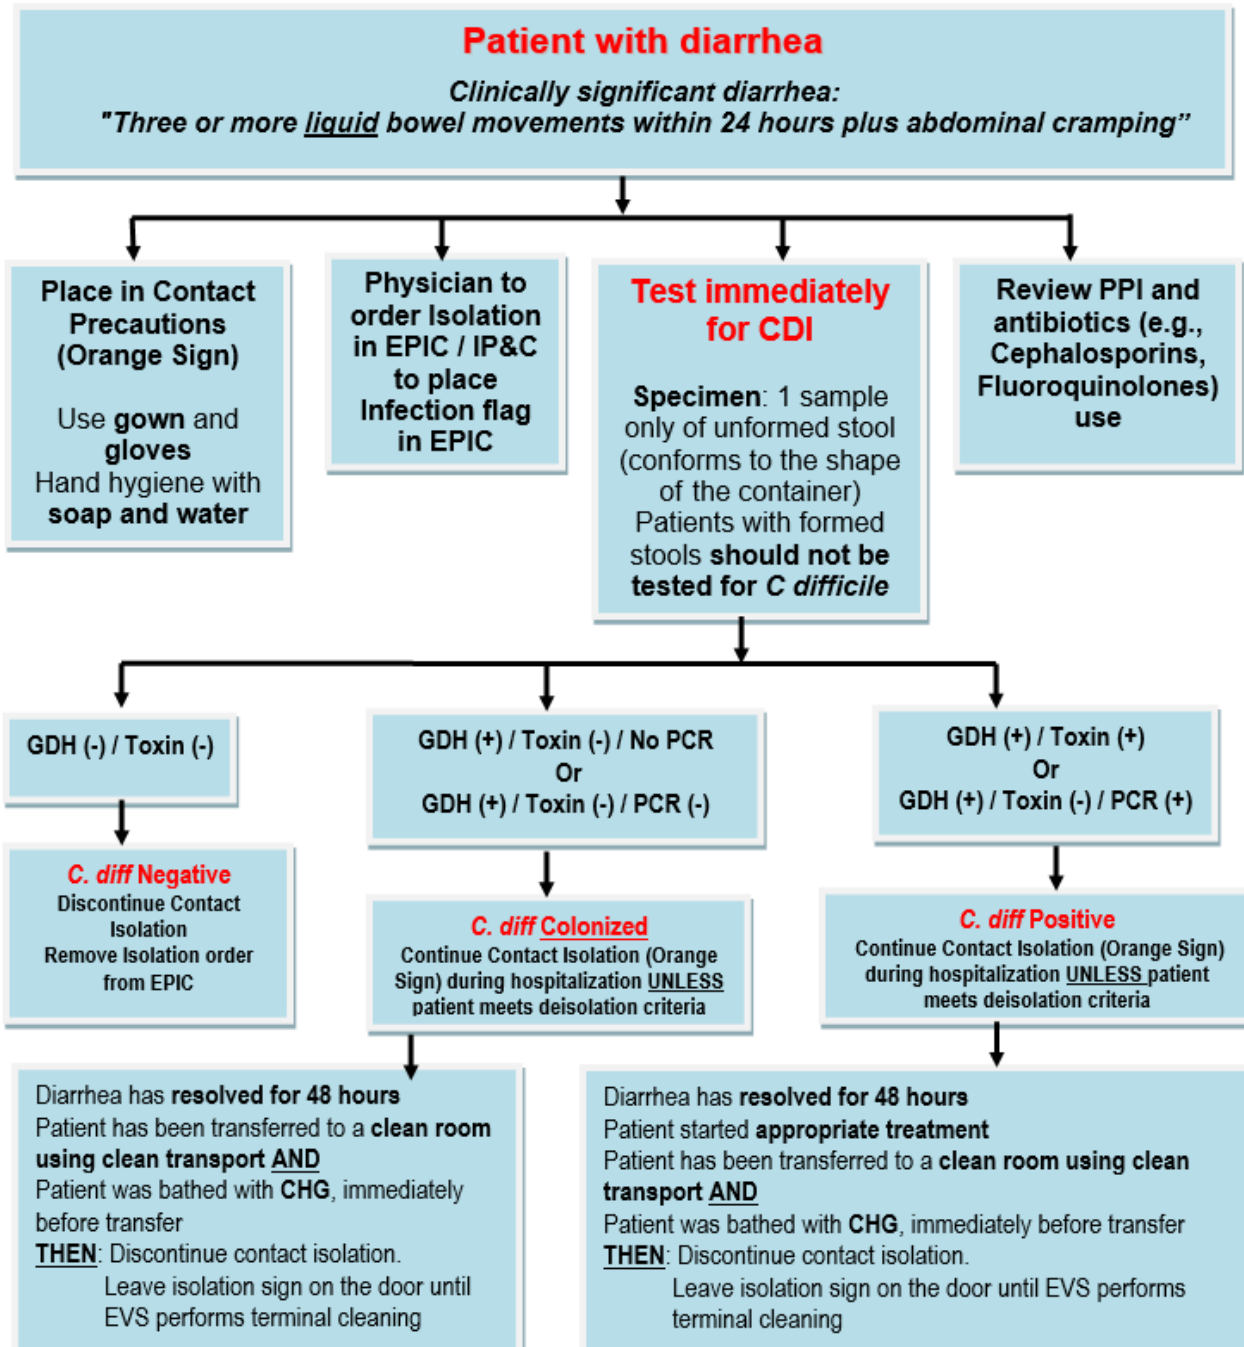 Patient with diarrhea
Clinically significant diarrhea:
"Three or more liquid bowel movements within 24 hours plus abdominal cramping”
Place in Contact
Precautions
(Orange Sign)
Use gown and
gloves
Hand hygiene with
soap and water
Physician to
order Isolation
in EPIC / IP&C
to place
Infection flag
in EPIC
Test immediately
for CDI
Specimen: 1 sample
only of unformed stool
(conforms to the shape
of the container)
Patients with formed
stools should not be
tested for C difficile
Review PPI and
antibiotics (e.g.,
Cephalosporins,
Fluoroquinolones)
use
GDH (-) / Toxin (-)
GDH (+) / Toxin (-) / No PCR
Or
GDH (+) / Toxin (-) / PCR (-)
GDH (+) / Toxin (+)
Or
GDH (+) / Toxin (-) / PCR (+)
C. diff Negative
Discontinue Contact
Isolation
Remove Isolation order
from EPIC
C. diff Colonized
Continue Contact Isolation (Orange
Sign) during hospitalization UNLESS
patient meets deisolation criteria
C. diff Positive
Continue Contact Isolation (Orange Sign)
during hospitalization UNLESS patient
meets deisolation criteria
Diarrhea has resolved for 48 hours
Patient has been transferred to a clean room
using clean transport AND
Patient was bathed with CHG, immediately
before transfer
THEN: Discontinue contact isolation.
Leave isolation sign on the door until
EVS performs terminal cleaning
Diarrhea has resolved for 48 hours
Patient started appropriate treatment
Patient has been transferred to a clean room using clean
transport AND
Patient was bathed with CHG, immediately before transfer
THEN: Discontinue contact isolation.
Leave isolation sign on the door until EVS performs
terminal cleaning